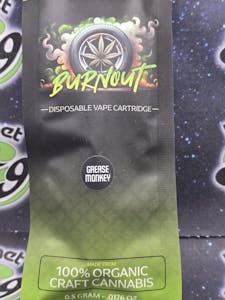 BURNOUT
—DISPOSABLE VAPE CARTRIDGE—
GREASE
MONKEY
MADE FROM
100% ORGANIC
CRAFT CANNABIS
0.5 GRAM - .0176 OZ